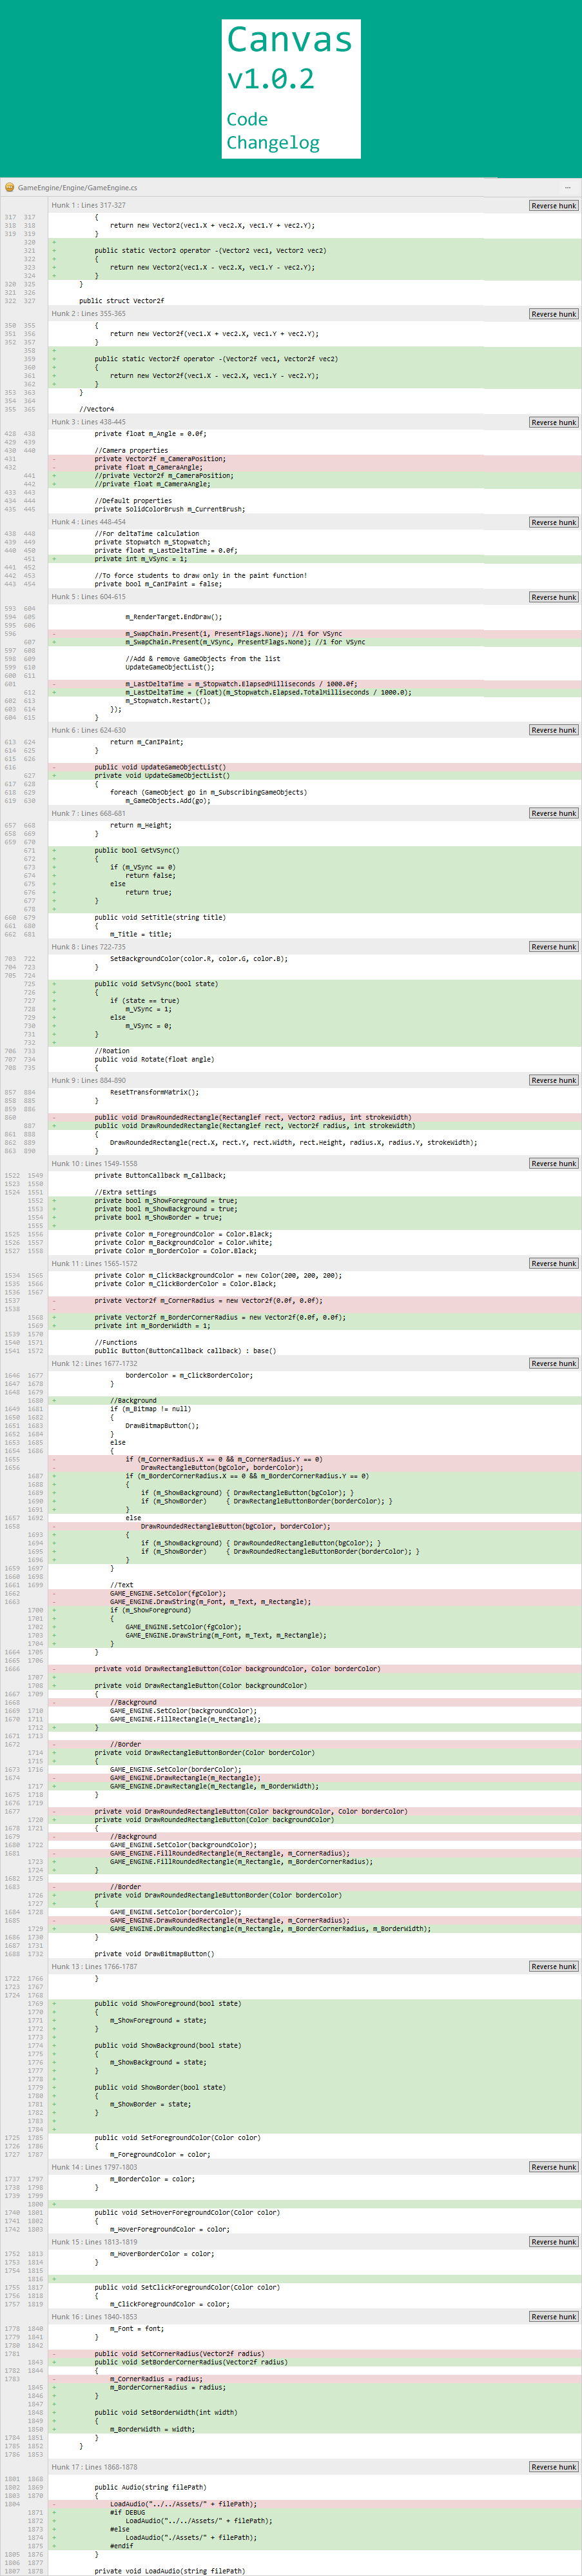 Canvas
v1.0.2
Code
Changelog
GameEngine/Engine/GameEngine.cs ...
Hunk 1 : Lines 317-327 Reverse hunk
317 317 {
318 318 return new Vector2(vec1.X + vec2.X, vec1.Y + vec2.Y);
319 319 }
320 +
321 + public static Vector2 operator -(Vector2 vec1, Vector2 vec2)
322 + {
323 + return new Vector2(vec1.X - vec2.X, vec1.Y - vec2.Y);
324 + }
320 325 }
321 326
322 327 public struct Vector2f
Hunk 2 : Lines 355-365 Reverse hunk
350 355 {
351 356 return new Vector2f(vec1.X + vec2.X, vec1.Y + vec2.Y);
352 357 }
358 +
359 + public static Vector2f operator -(Vector2f vec1, Vector2f vec2)
360 + {
361 + return new Vector2f(vec1.X - vec2.X, vec1.Y - vec2.Y);
362 + }
353 363 }
354 364
355 365 //Vector4
Hunk 3 : Lines 438-445 Reverse hunk
428 438 private float m_Angle = 0.0f;
429 439
430 440 //Camera properties
431 - private Vector2f m_CameraPosition;
432 - private float m_CameraAngle;
441 + //private Vector2f m_CameraPosition;
442 + //private float m_CameraAngle;
433 443
434 444 //Default properties
435 445 private SolidColorBrush m_CurrentBrush;
Hunk 4 : Lines 448-454 Reverse hunk
438 448 //For deltaTime calculation
439 449 private Stopwatch m_Stopwatch;
440 450 private float m_LastDeltaTime = 0.0f;
451 + private int m_VSync = 1;
441 452
442 453 //To force students to draw only in the paint function!
443 454 private bool m_CanIPaint = false;
Hunk 5 : Lines 604-615 Reverse hunk
593 604
594 605 m_RenderTarget.EndDraw();
595 606
596 - m_SwapChain.Present(1, PresentFlags.None); //1 for VSync
607 + m_SwapChain.Present(m_VSync, PresentFlags.None); //1 for VSync
597 608
598 609 //Add & remove GameObjects from the list
599 610 UpdateGameObjectList();
600 611
601 - m_LastDeltaTime = m_Stopwatch.ElapsedMilliseconds / 1000.0f;
612 + m_LastDeltaTime = (float)(m_Stopwatch.Elapsed.TotalMilliseconds / 1000.0);
602 613 m_Stopwatch.Restart();
603 614 });
604 615 }
Hunk 6 : Lines 624-630 Reverse hunk
613 624 return m_CanIPaint;
614 625 }
615 626
616 - public void UpdateGameObjectList()
627 + private void UpdateGameObjectList()
617 628 {
618 629 foreach (GameObject go in m_SubscribingGameObjects)
619 630 m_GameObjects.Add(go);
Hunk 7 : Lines 668-681 Reverse hunk
657 668 return m_Height;
658 669 }
659 670
671 + public bool GetVSync()
672 + {
673 + if (m_VSync == 0)
674 + return false;
675 + else
676 + return true;
677 + }
678 +
660 679 public void SetTitle(string title)
661 680 {
662 681 m_Title = title;
Hunk 8 : Lines 722-735 Reverse hunk
703 722 SetBackgroundColor(color.R, color.G, color.B);
704 723 }
705 724
725 + public void SetVSync(bool state)
726 + {
727 + if (state == true)
728 + m_VSync = 1;
729 + else
730 + m_VSync = 0;
731 + }
732 +
706 733 //Roation
707 734 public void Rotate(float angle)
708 735 {
Hunk 9 : Lines 884-890 Reverse hunk
857 884 ResetTransformMatrix();
858 885 }
859 886
860 - public void DrawRoundedRectangle(Rectanglef rect, Vector2 radius, int strokeWidth)
887 + public void DrawRoundedRectangle(Rectanglef rect, Vector2f radius, int strokeWidth)
861 888 {
862 889 DrawRoundedRectangle(rect.X, rect.Y, rect.Width, rect.Height, radius.X, radius.Y, strokeWidth);
863 890 }
Hunk 10 : Lines 1549-1558 Reverse hunk
1522 1549 private ButtonCallback m_Callback;
1523 1550
1524 1551 //Extra settings
1552 + private bool m_ShowForeground = true;
1553 + private bool m_ShowBackground = true;
1554 + private bool m_ShowBorder = true;
1555 +
1525 1556 private Color m_ForegroundColor = Color.Black;
1526 1557 private Color m_BackgroundColor = Color.White;
1527 1558 private Color m_BorderColor = Color.Black;
Hunk 11 : Lines 1565-1572 Reverse hunk
1534 1565 private Color m_ClickBackgroundColor = new Color(200, 200, 200);
1535 1566 private Color m_ClickBorderColor = Color.Black;
1536 1567
1537 - private Vector2f m_CornerRadius = new Vector2f(0.0f, 0.0f);
1538 -
1568 + private Vector2f m_BorderCornerRadius = new Vector2f(0.0f, 0.0f);
1569 + private int m_BorderWidth = 1;
1539 1570
1540 1571 //Functions
1541 1572 public Button(ButtonCallback callback) : base()
Hunk 12 : Lines 1677-1732 Reverse hunk
1646 1677 borderColor = m_ClickBorderColor;
1647 1678 }
1648 1679
1680 + //Background
1649 1681 if (m_Bitmap != null)
1650 1682 {
1651 1683 DrawBitmapButton();
1652 1684 }
1653 1685 else
1654 1686 {
1655 - if (m_CornerRadius.X == 0 && m_CornerRadius.Y == 0)
1656 - DrawRectangleButton(bgColor, borderColor);
1687 + if (m_BorderCornerRadius.X == 0 && m_BorderCornerRadius.Y == 0)
1688 + {
1689 + if (m_ShowBackground) { DrawRectangleButton(bgColor); }
1690 + if (m_ShowBorder) { DrawRectangleButtonBorder(borderColor); }
1691 + }
1657 1692 else
1658 - DrawRoundedRectangleButton(bgColor, borderColor);
1693 + {
1694 + if (m_ShowBackground) { DrawRoundedRectangleButton(bgColor); }
1695 + if (m_ShowBorder) { DrawRoundedRectangleButtonBorder(borderColor); }
1696 + }
1659 1697 }
1660 1698
1661 1699 //Text
1662 - GAME_ENGINE.SetColor(fgColor);
1663 - GAME_ENGINE.DrawString(m_Font, m_Text, m_Rectangle);
1700 + if (m_ShowForeground)
1701 + {
1702 + GAME_ENGINE.SetColor(fgColor);
1703 + GAME_ENGINE.DrawString(m_Font, m_Text, m_Rectangle);
1704 + }
1664 1705 }
1665 1706
1666 - private void DrawRectangleButton(Color backgroundColor, Color borderColor)
1707 +
1708 + private void DrawRectangleButton(Color backgroundColor)
1667 1709 {
1668 - //Background
1669 1710 GAME_ENGINE.SetColor(backgroundColor);
1670 1711 GAME_ENGINE.FillRectangle(m_Rectangle);
1712 + }
1671 1713
1672 - //Border
1714 + private void DrawRectangleButtonBorder(Color borderColor)
1715 + {
1673 1716 GAME_ENGINE.SetColor(borderColor);
1674 - GAME_ENGINE.DrawRectangle(m_Rectangle);
1717 + GAME_ENGINE.DrawRectangle(m_Rectangle, m_BorderWidth);
1675 1718 }
1676 1719
1677 - private void DrawRoundedRectangleButton(Color backgroundColor, Color borderColor)
1720 + private void DrawRoundedRectangleButton(Color backgroundColor)
1678 1721 {
1679 - //Background
1680 1722 GAME_ENGINE.SetColor(backgroundColor);
1681 - GAME_ENGINE.FillRoundedRectangle(m_Rectangle, m_CornerRadius);
1723 + GAME_ENGINE.FillRoundedRectangle(m_Rectangle, m_BorderCornerRadius);
1724 + }
1682 1725
1683 - //Border
1726 + private void DrawRoundedRectangleButtonBorder(Color borderColor)
1727 + {
1684 1728 GAME_ENGINE.SetColor(borderColor);
1685 - GAME_ENGINE.DrawRoundedRectangle(m_Rectangle, m_CornerRadius);
1729 + GAME_ENGINE.DrawRoundedRectangle(m_Rectangle, m_BorderCornerRadius, m_BorderWidth);
1686 1730 }
1687 1731
1688 1732 private void DrawBitmapButton()
Hunk 13 : Lines 1766-1787 Reverse hunk
1722 1766 }
1723 1767
1724 1768
1769 + public void ShowForeground(bool state)
1770 + {
1771 + m_ShowForeground = state;
1772 + }
1773 +
1774 + public void ShowBackground(bool state)
1775 + {
1776 + m_ShowBackground = state;
1777 + }
1778 +
1779 + public void ShowBorder(bool state)
1780 + {
1781 + m_ShowBorder = state;
1782 + }
1783 +
1784 +
1725 1785 public void SetForegroundColor(Color color)
1726 1786 {
1727 1787 m_ForegroundColor = color;
Hunk 14 : Lines 1797-1803 Reverse hunk
1737 1797 m_BorderColor = color;
1738 1798 }
1739 1799
1800 +
1740 1801 public void SetHoverForegroundColor(Color color)
1741 1802 {
1742 1803 m_HoverForegroundColor = color;
Hunk 15 : Lines 1813-1819 Reverse hunk
1752 1813 m_HoverBorderColor = color;
1753 1814 }
1754 1815
1816 +
1755 1817 public void SetClickForegroundColor(Color color)
1756 1818 {
1757 1819 m_ClickForegroundColor = color;
Hunk 16 : Lines 1840-1853 Reverse hunk
1778 1840 m_Font = font;
1779 1841 }
1780 1842
1781 - public void SetCornerRadius(Vector2f radius)
1843 + public void SetBorderCornerRadius(Vector2f radius)
1782 1844 {
1783 - m_CornerRadius = radius;
1845 + m_BorderCornerRadius = radius;
1846 + }
1847 +
1848 + public void SetBorderWidth(int width)
1849 + {
1850 + m_BorderWidth = width;
1784 1851 }
1785 1852 }
1786 1853
Hunk 17 : Lines 1868-1878 Reverse hunk
1801 1868
1802 1869 public Audio(string filePath)
1803 1870 {
1804 - LoadAudio("../../Assets/" + filePath);
1871 + #if DEBUG
1872 + LoadAudio("../../Assets/" + filePath);
1873 + #else
1874 + LoadAudio("./Assets/" + filePath);
1875 + #endif
1805 1876 }
1806 1877
1807 1878 private void LoadAudio(string filePath)